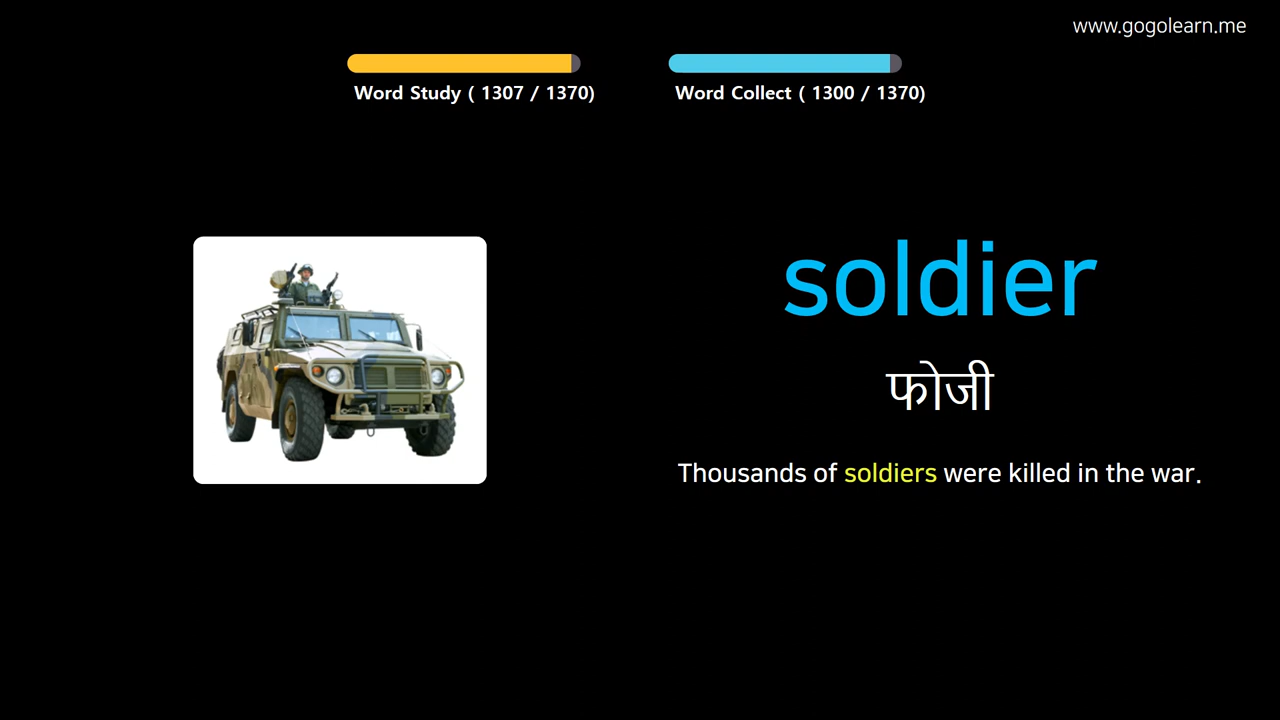 www.gogolearn.me
Word Study ( 1307 / 1370)
Word Collect ( 1300 / 1370)
soldier
फोजी
Thousands of soldiers were killed in the war.